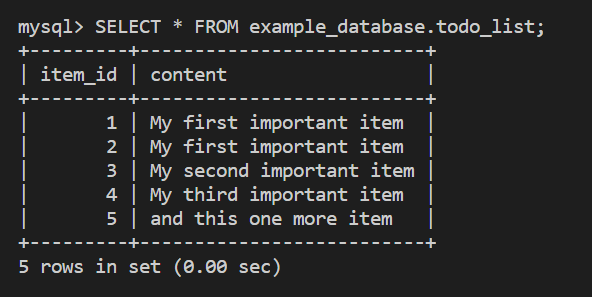 mysql> SELECT * FROM example_database.todo_list;
+---------+--------------------------+
| item_id | content                  |
+---------+--------------------------+
|       1 | My first important item  |
|       2 | My first important item  |
|       3 | My second important item |
|       4 | My third important item  |
|       5 | and this one more item   |
+---------+--------------------------+
5 rows in set (0.00 sec)